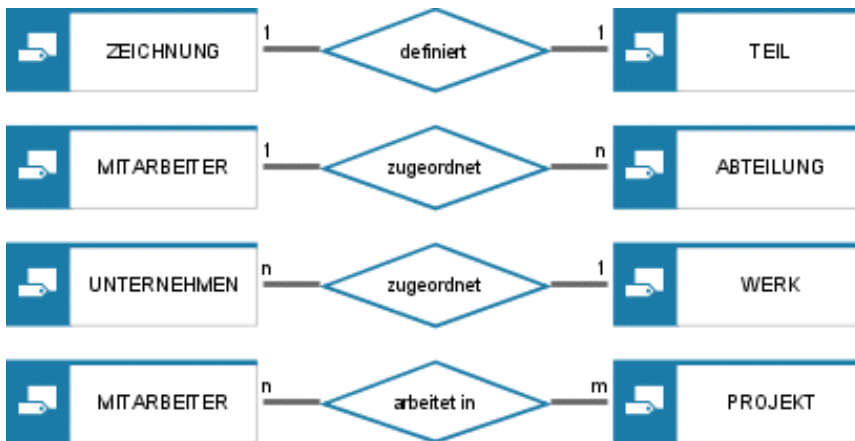 ZEICHNUNG 1 definiert 1 TEIL
MITARBEITER 1 zugeordnet n ABTEILUNG
UNTERNEHMEN n zugeordnet 1 WERK
MITARBEITER n arbeitet in m PROJEKT